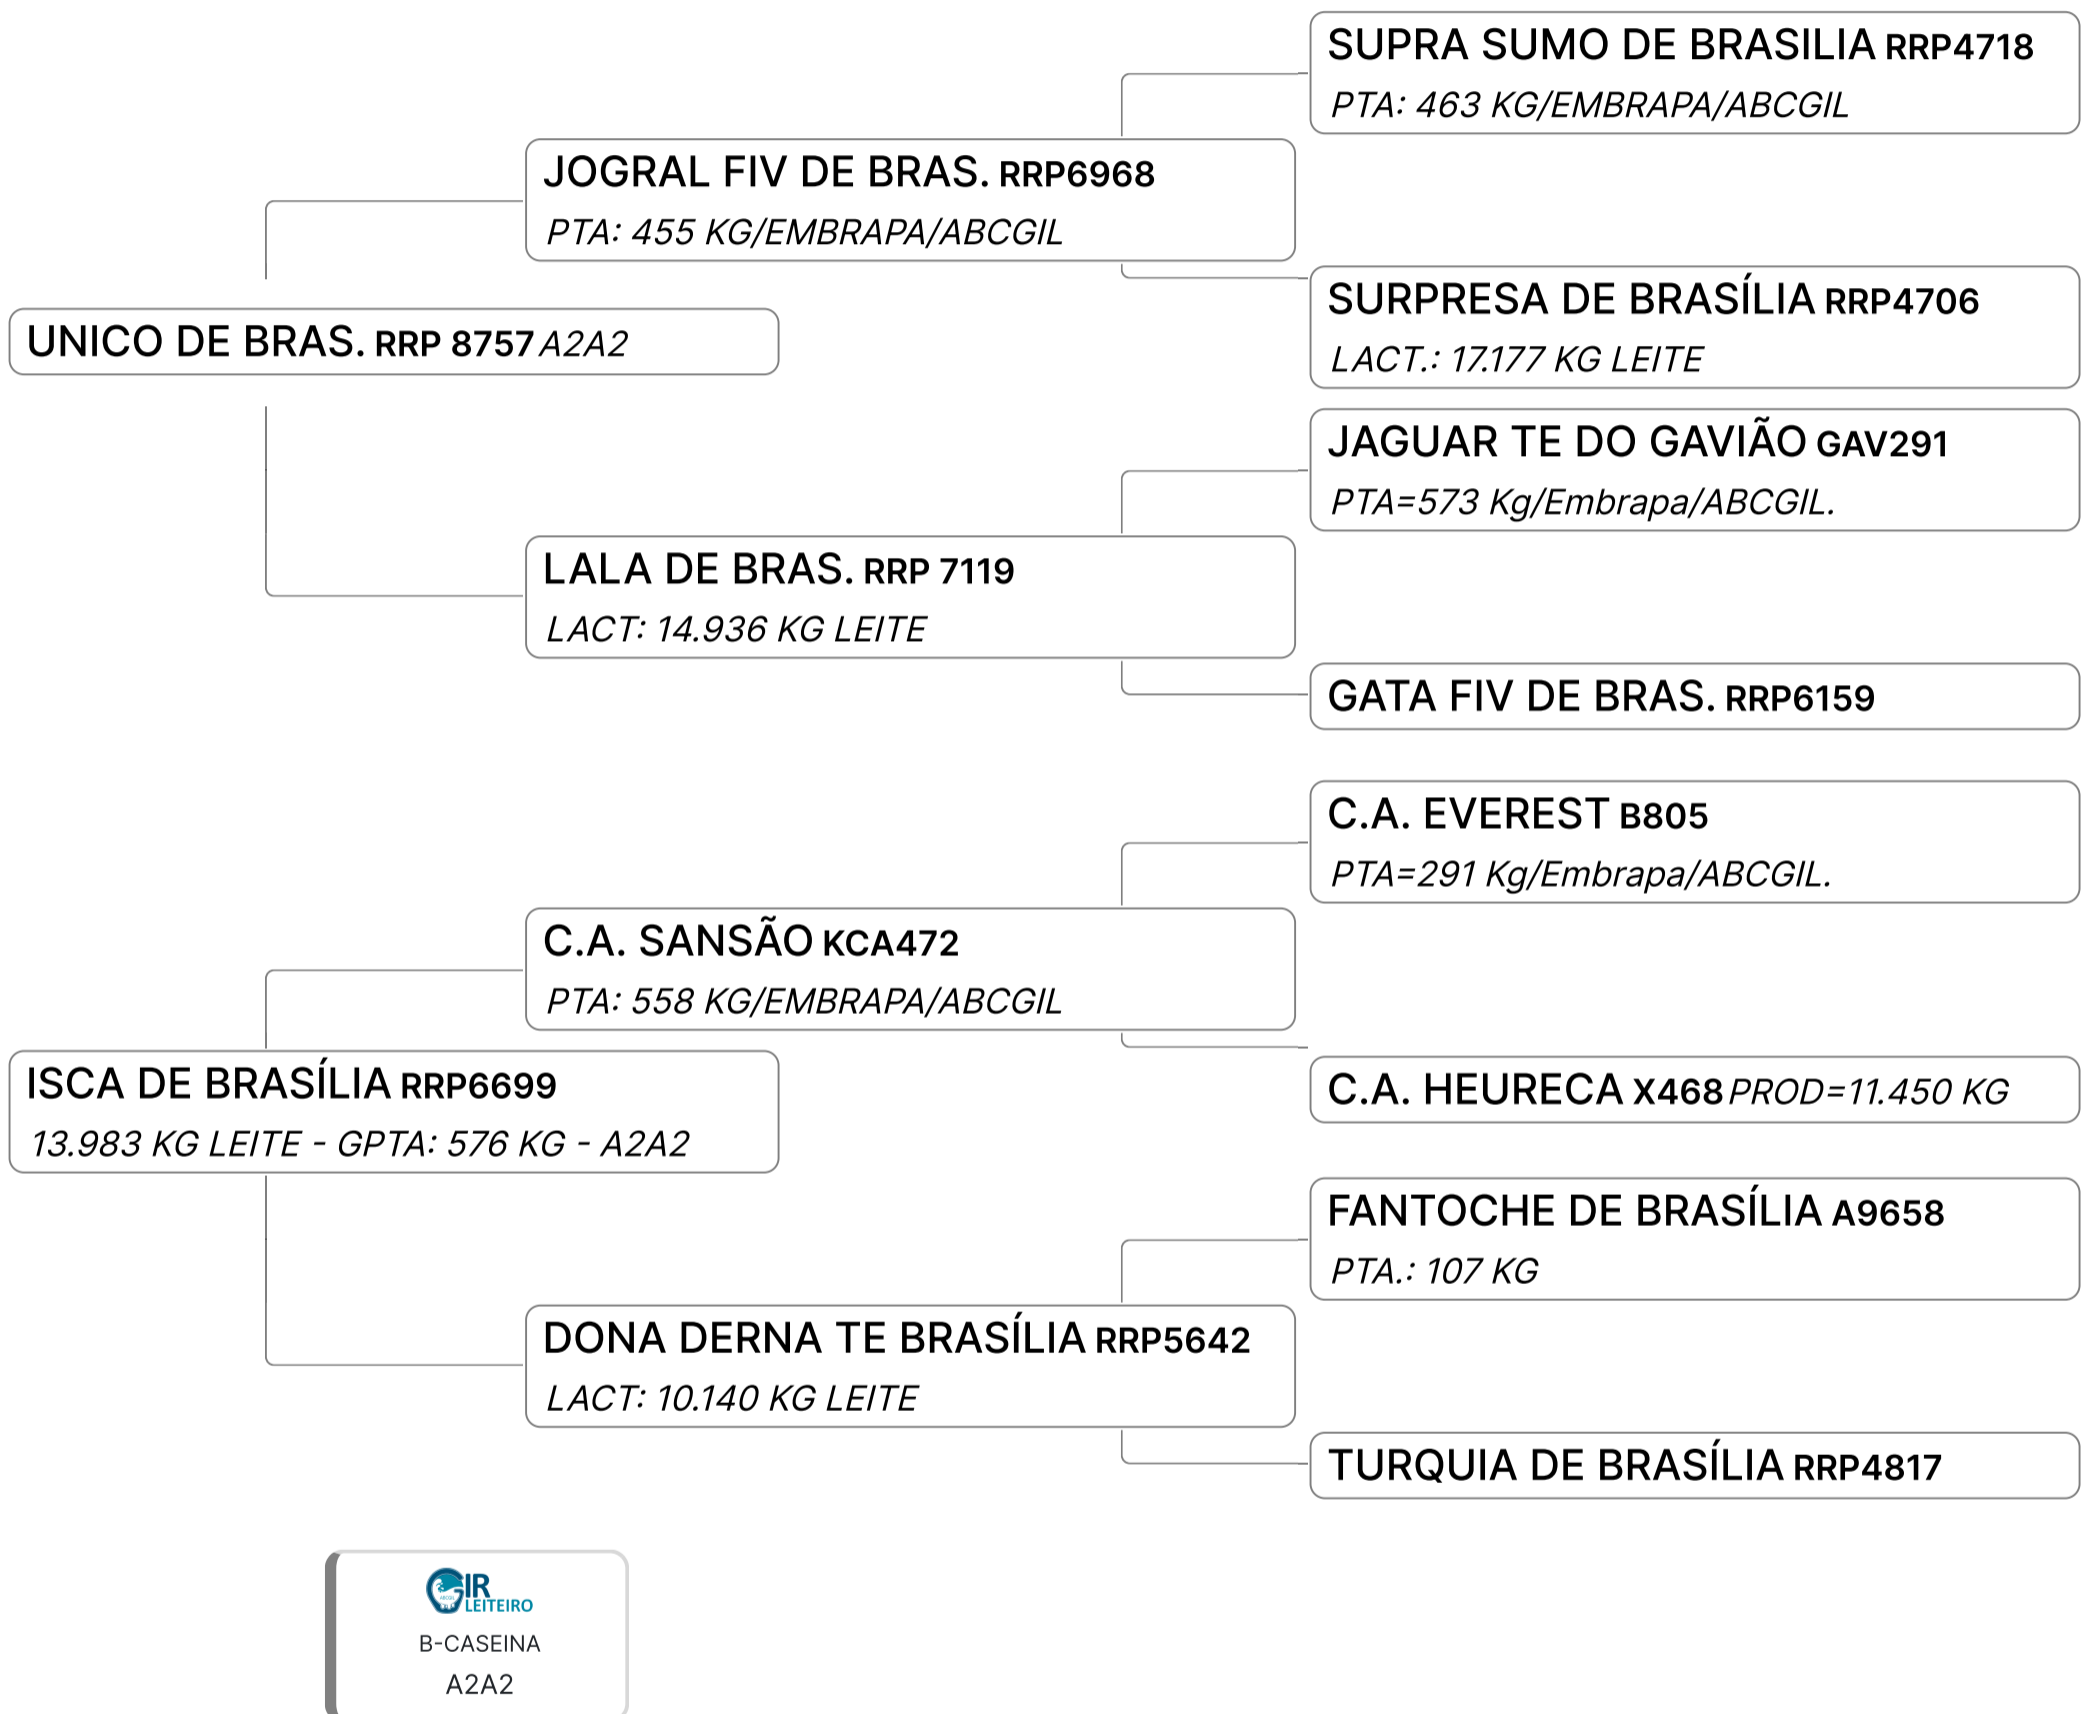 SUPRA SUMO DE BRASILIA RRP4718
PTA: 463 KG/EMBRAPA/ABCGIL
JOGRAL FIV DE BRAS. RRP6968
PTA: 455 KG/EMBRAPA/ABCGIL
SURPRESA DE BRASÍLIA RRP4706
LACT.: 17.177 KG LEITE
UNICO DE BRAS. RRP 8757 A2A2
JAGUAR TE DO GAVIÃO GAV291
PTA=573 Kg/Embrapa/ABCGIL.
LALA DE BRAS. RRP 7119
LACT: 14.936 KG LEITE
GATA FIV DE BRAS. RRP6159
C.A. EVEREST B805
PTA=291 Kg/Embrapa/ABCGIL.
C.A. SANSÃO KCA472
PTA: 558 KG/EMBRAPA/ABCGIL
C.A. HEURECA X468 PROD=11.450 KG
ISCA DE BRASÍLIA RRP6699
13.983 KG LEITE - GPTA: 576 KG - A2A2
FANTOCHE DE BRASÍLIA A9658
PTA.: 107 KG
DONA DERNA TE BRASÍLIA RRP5642
LACT: 10.140 KG LEITE
TURQUIA DE BRASÍLIA RRP4817
GIR
LEITEIRO
B-CASEINA
A2A2